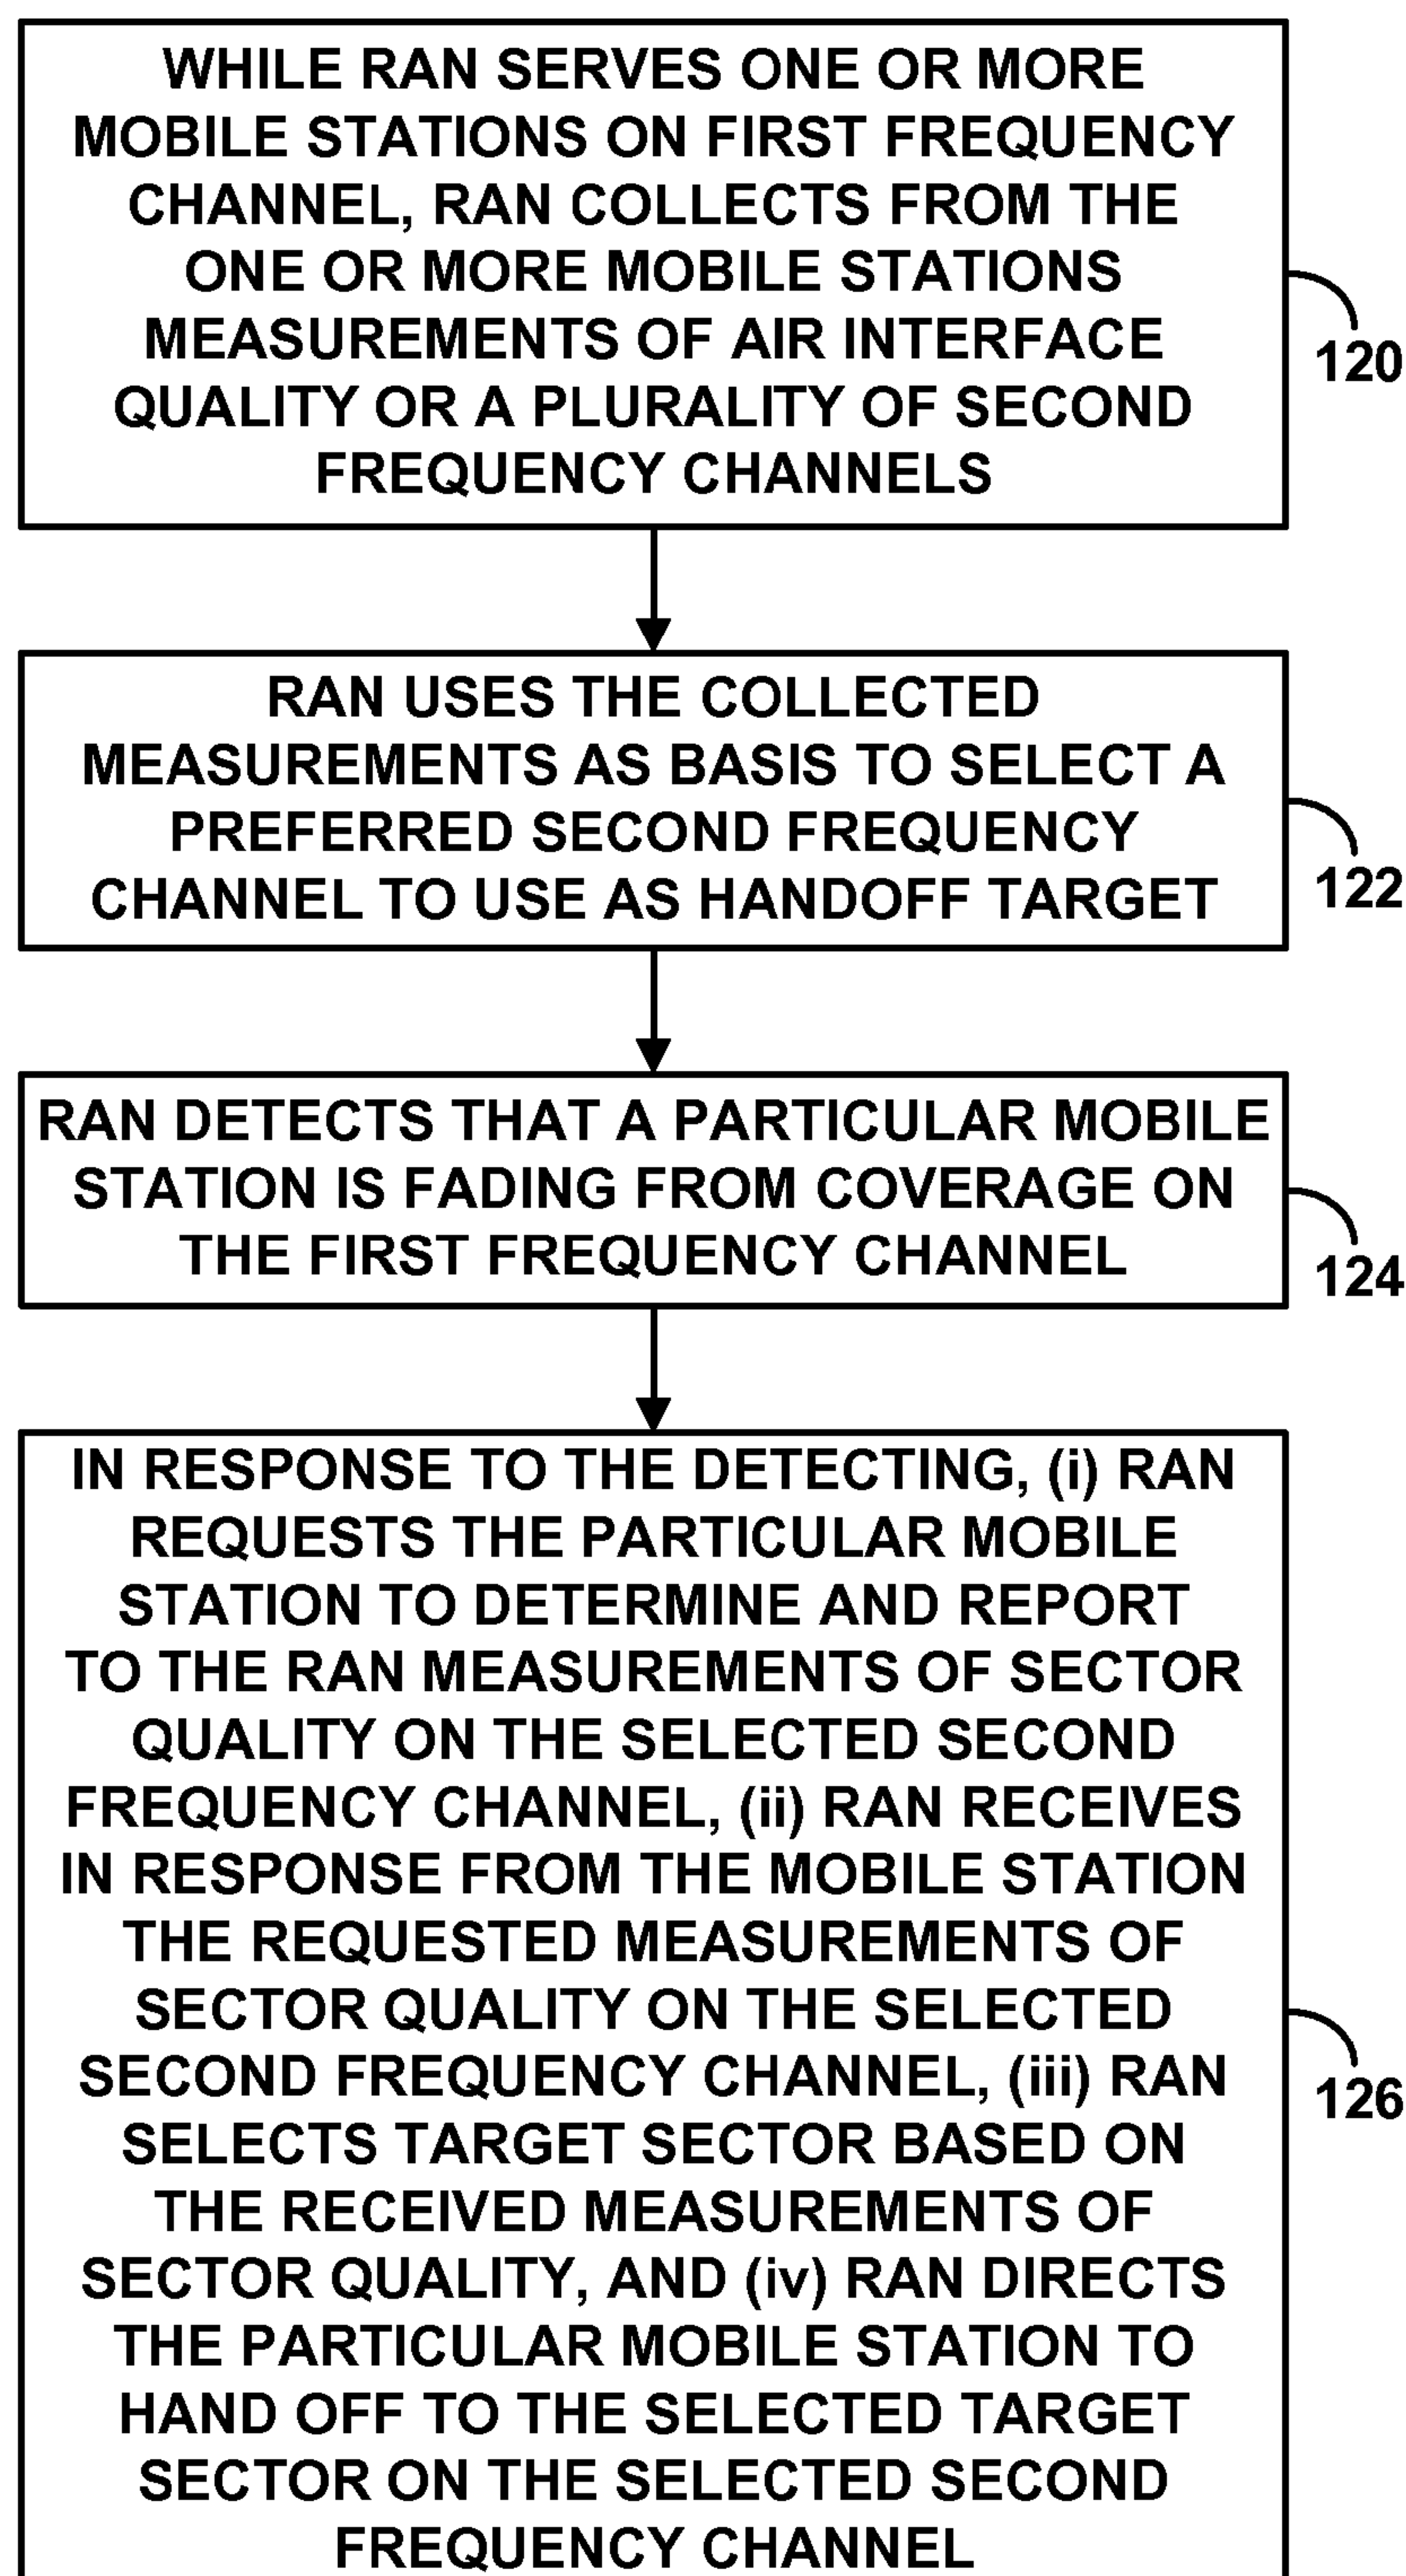 WHILE RAN SERVES ONE OR MORE
MOBILE STATIONS ON FIRST FREQUENCY
CHANNEL, RAN COLLECTS FROM THE
ONE OR MORE MOBILE STATIONS
MEASUREMENTS OF AIR INTERFACE
QUALITY OR A PLURALITY OF SECOND
FREQUENCY CHANNELS
120
RAN USES THE COLLECTED
MEASUREMENTS AS BASIS TO SELECT A
PREFERRED SECOND FREQUENCY
CHANNEL TO USE AS HANDOFF TARGET
122
RAN DETECTS THAT A PARTICULAR MOBILE
STATION IS FADING FROM COVERAGE ON
THE FIRST FREQUENCY CHANNEL
124
IN RESPONSE TO THE DETECTING, (i) RAN
REQUESTS THE PARTICULAR MOBILE
STATION TO DETERMINE AND REPORT
TO THE RAN MEASUREMENTS OF SECTOR
QUALITY ON THE SELECTED SECOND
FREQUENCY CHANNEL, (ii) RAN RECEIVES
IN RESPONSE FROM THE MOBILE STATION
THE REQUESTED MEASUREMENTS OF
SECTOR QUALITY ON THE SELECTED
SECOND FREQUENCY CHANNEL, (iii) RAN
SELECTS TARGET SECTOR BASED ON
THE RECEIVED MEASUREMENTS OF
SECTOR QUALITY, AND (iv) RAN DIRECTS
THE PARTICULAR MOBILE STATION TO
HAND OFF TO THE SELECTED TARGET
SECTOR ON THE SELECTED SECOND
FREQUENCY CHANNEL
126